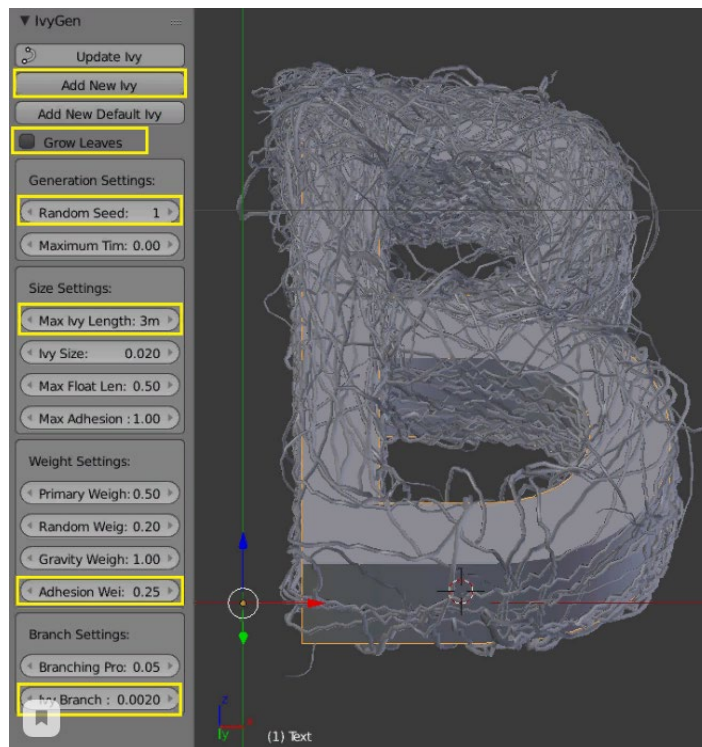 IvyGen
Update Ivy
Add New Ivy
Add New Default Ivy
Grow Leaves
Generation Settings:
Random Seed: 1
Maximum Tim: 0.00
Size Settings:
Max Ivy Length: 3m
Ivy Size: 0.020
Max Float Len: 0.50
Max Adhesion : 1.00
Weight Settings:
Primary Weigh: 0.50
Random Weig: 0.20
Gravity Weigh: 1.00
Adhesion Wei: 0.25
Branch Settings:
Branching Pro: 0.05
Ivy Branch : 0.0020
B
z
x
y
(1) Text